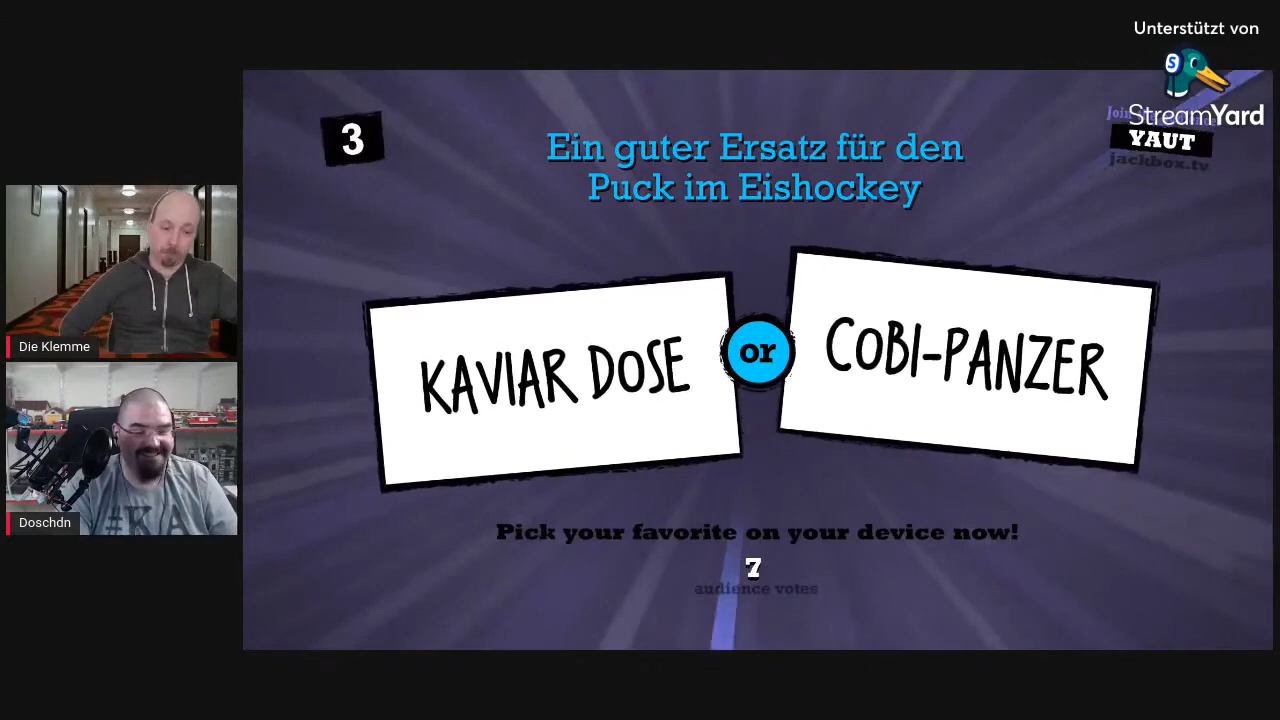 Unterstützt von
StreamYard
YAUT
jackbox.tv
3
Ein guter Ersatz für den
Puck im Eishockey
KAVIAR DOSE
or
COBI-PANZER
Pick your favorite on your device now!
7
audience votes
Die Klemme
Doschdn
#KA